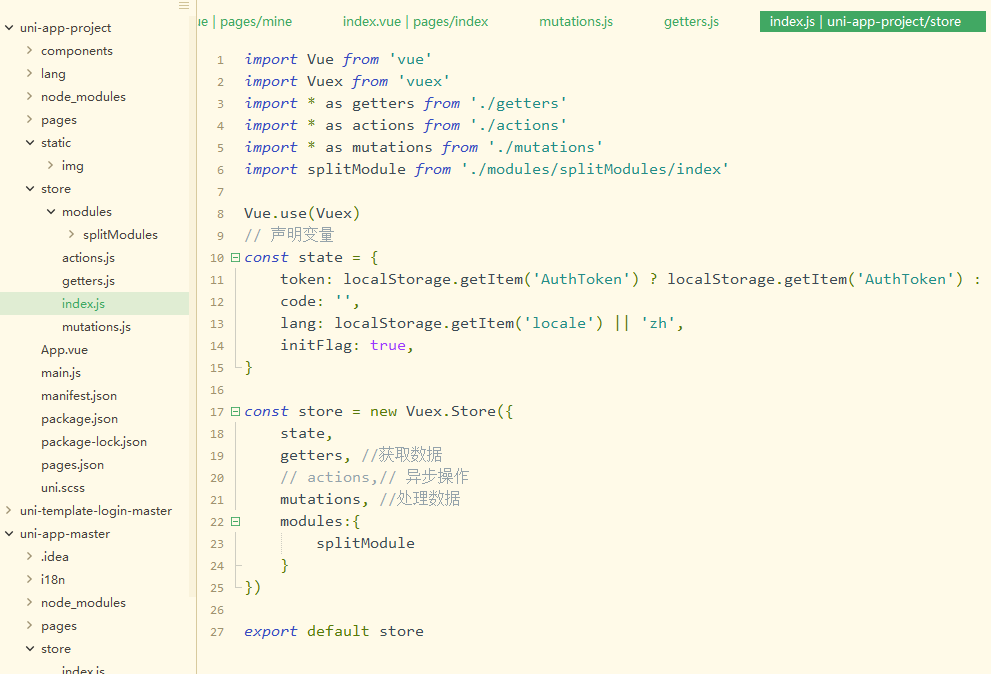 uni-app-project
components
lang
node_modules
pages
static
img
store
modules
splitModules
actions.js
getters.js
index.js
mutations.js
App.vue
main.js
manifest.json
package.json
package-lock.json
pages.json
uni.scss
uni-template-login-master
uni-app-master
.idea
i18n
node_modules
pages
store
index.js
ue | pages/mine index.vue | pages/index mutations.js getters.js index.js | uni-app-project/store
1 import Vue from 'vue'
2 import Vuex from 'vuex'
3 import * as getters from './getters'
4 import * as actions from './actions'
5 import * as mutations from './mutations'
6 import splitModule from './modules/splitModules/index'
7
8 Vue.use(Vuex)
9 // 声明变量
10 const state = {
11 token: localStorage.getItem('AuthToken') ? localStorage.getItem('AuthToken') :
12 code: '',
13 lang: localStorage.getItem('locale') || 'zh',
14 initFlag: true,
15 }
16
17 const store = new Vuex.Store({
18 state,
19 getters, //获取数据
20 // actions,// 异步操作
21 mutations, //处理数据
22 modules:{
23 splitModule
24 }
25 })
26
27 export default store